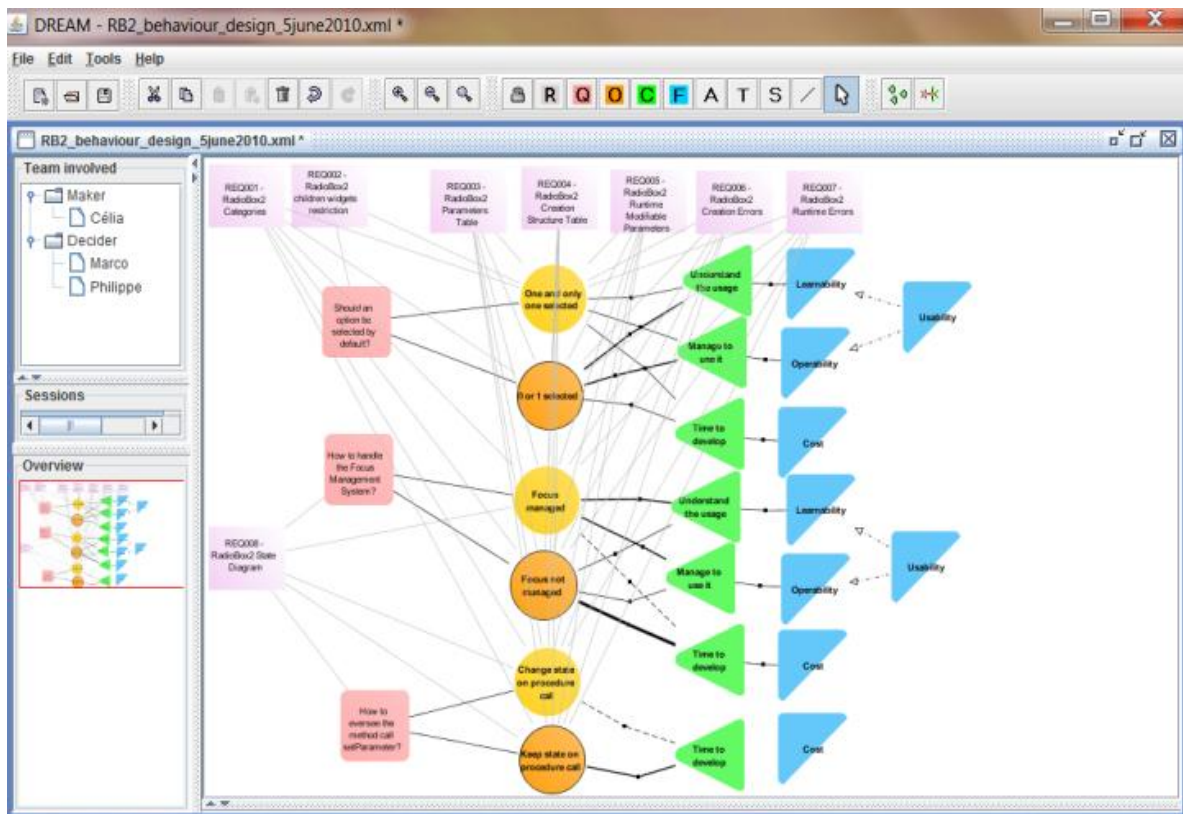 DREAM - RB2_behaviour_design_5june2010.xml *
File Edit Tools Help
R Q O C F A T S
RB2_behaviour_design_5june2010.xml *
Team involved
Maker
Célia
Decider
Marco
Philippe
Sessions
Overview
REQ001 -
RadioBox2
Categories
REQ002 -
RadioBox2
children widgets
restriction
REQ003 -
RadioBox2
Parameters
Table
REQ004 -
RadioBox2
Creation
Structure Table
REQ005 -
RadioBox2
Runtime
Modifiable
Parameters
REQ006 -
RadioBox2
Creation Errors
REQ007 -
RadioBox2
Runtime Errors
Should an
option be
selected by
default?
One and only
one selected
Understand
the usage
Learnability
Usability
Manage to
use it
Operability
0 or 1 selected
Time to
develop
Cost
How to handle
the Focus
Management
System?
Focus
managed
Understand
the usage
Learnability
Usability
REQ008 -
RadioBox2 State
Diagram
Focus not
managed
Manage to
use it
Operability
Time to
develop
Cost
Change state
on procedure
call
How to
oversee the
method call
setParameter?
Keep state on
procedure call
Time to
develop
Cost